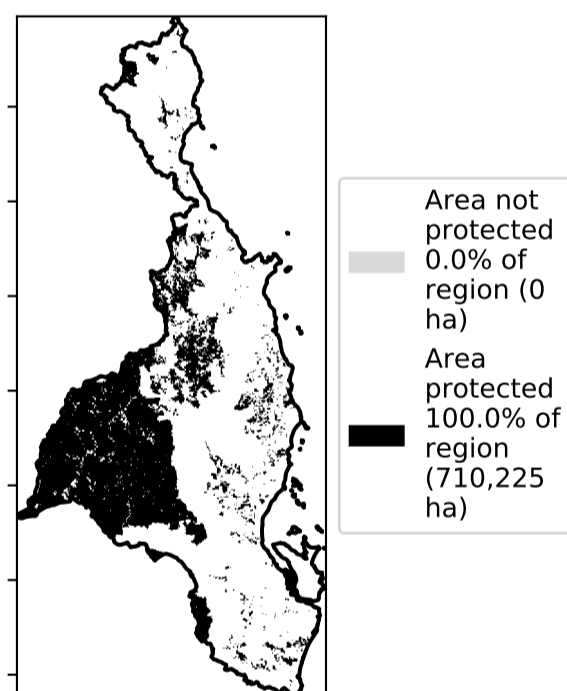 Area not
protected
0.0% of
region (0
ha)
Area
protected
100.0% of
region
(710,225
ha)